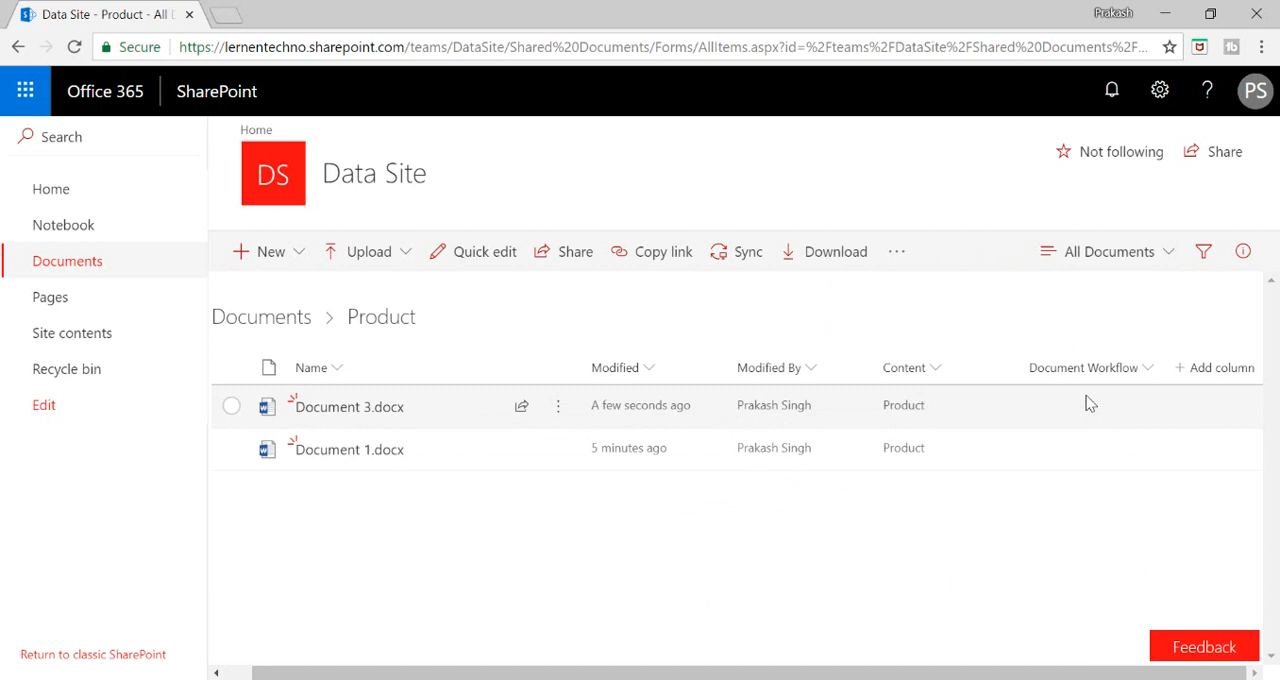 Data Site - Product - All
Prakash
Secure
https://lernentechno.sharepoint.com/teams/DataSite/Shared%20Documents/Forms/AllItems.aspx?id=%2Fteams%2FDataSite%2FShared%20Documents%2F...
Office 365 SharePoint
PS
Search
Home
Notebook
Documents
Pages
Site contents
Recycle bin
Edit
Return to classic SharePoint
Home
DS Data Site
Not following Share
New Upload Quick edit Share Copy link Sync Download ··· All Documents
Documents > Product
Name Modified Modified By Content Document Workflow + Add column
Document 3.docx A few seconds ago Prakash Singh Product
Document 1.docx 5 minutes ago Prakash Singh Product
Feedback